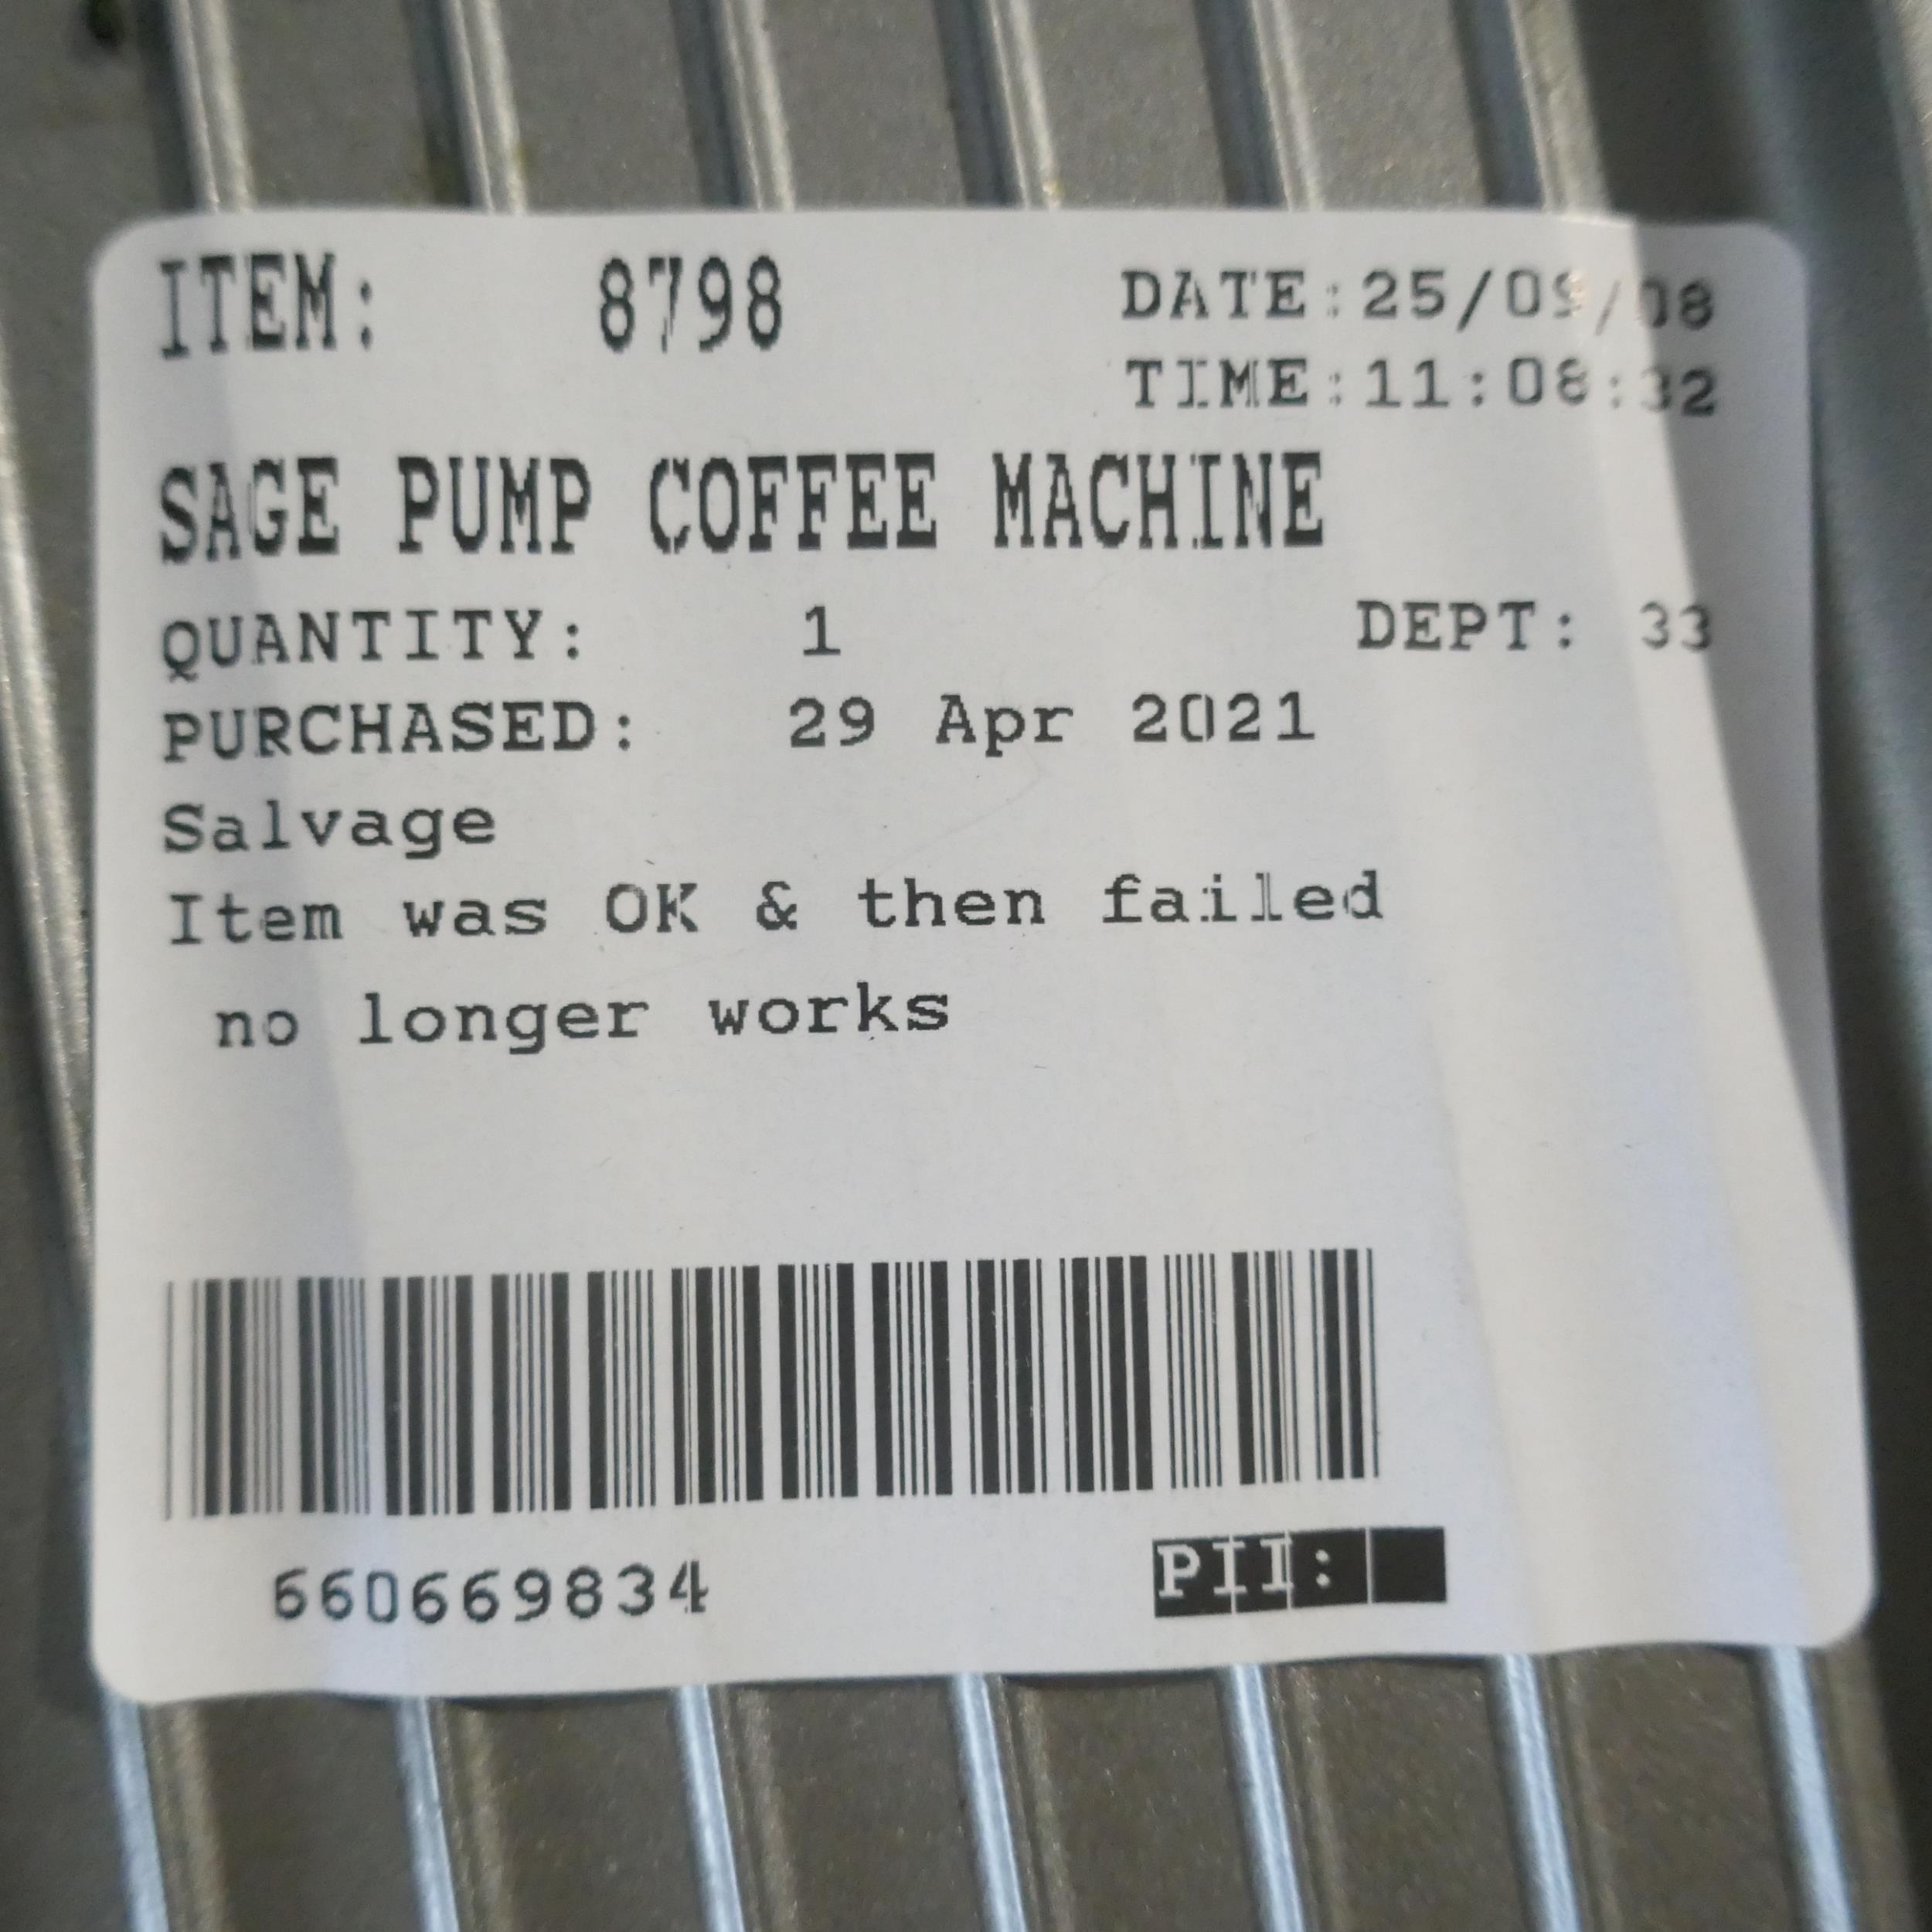 ITEM: 8798
DATE:25/09/08
TIME:11:08:32
SAGE PUMP COFFEE MACHINE
QUANTITY: 1
DEPT: 33
PURCHASED: 29 Apr 2021
Salvage
Item was OK & then failed
no longer works
660669834
PII: